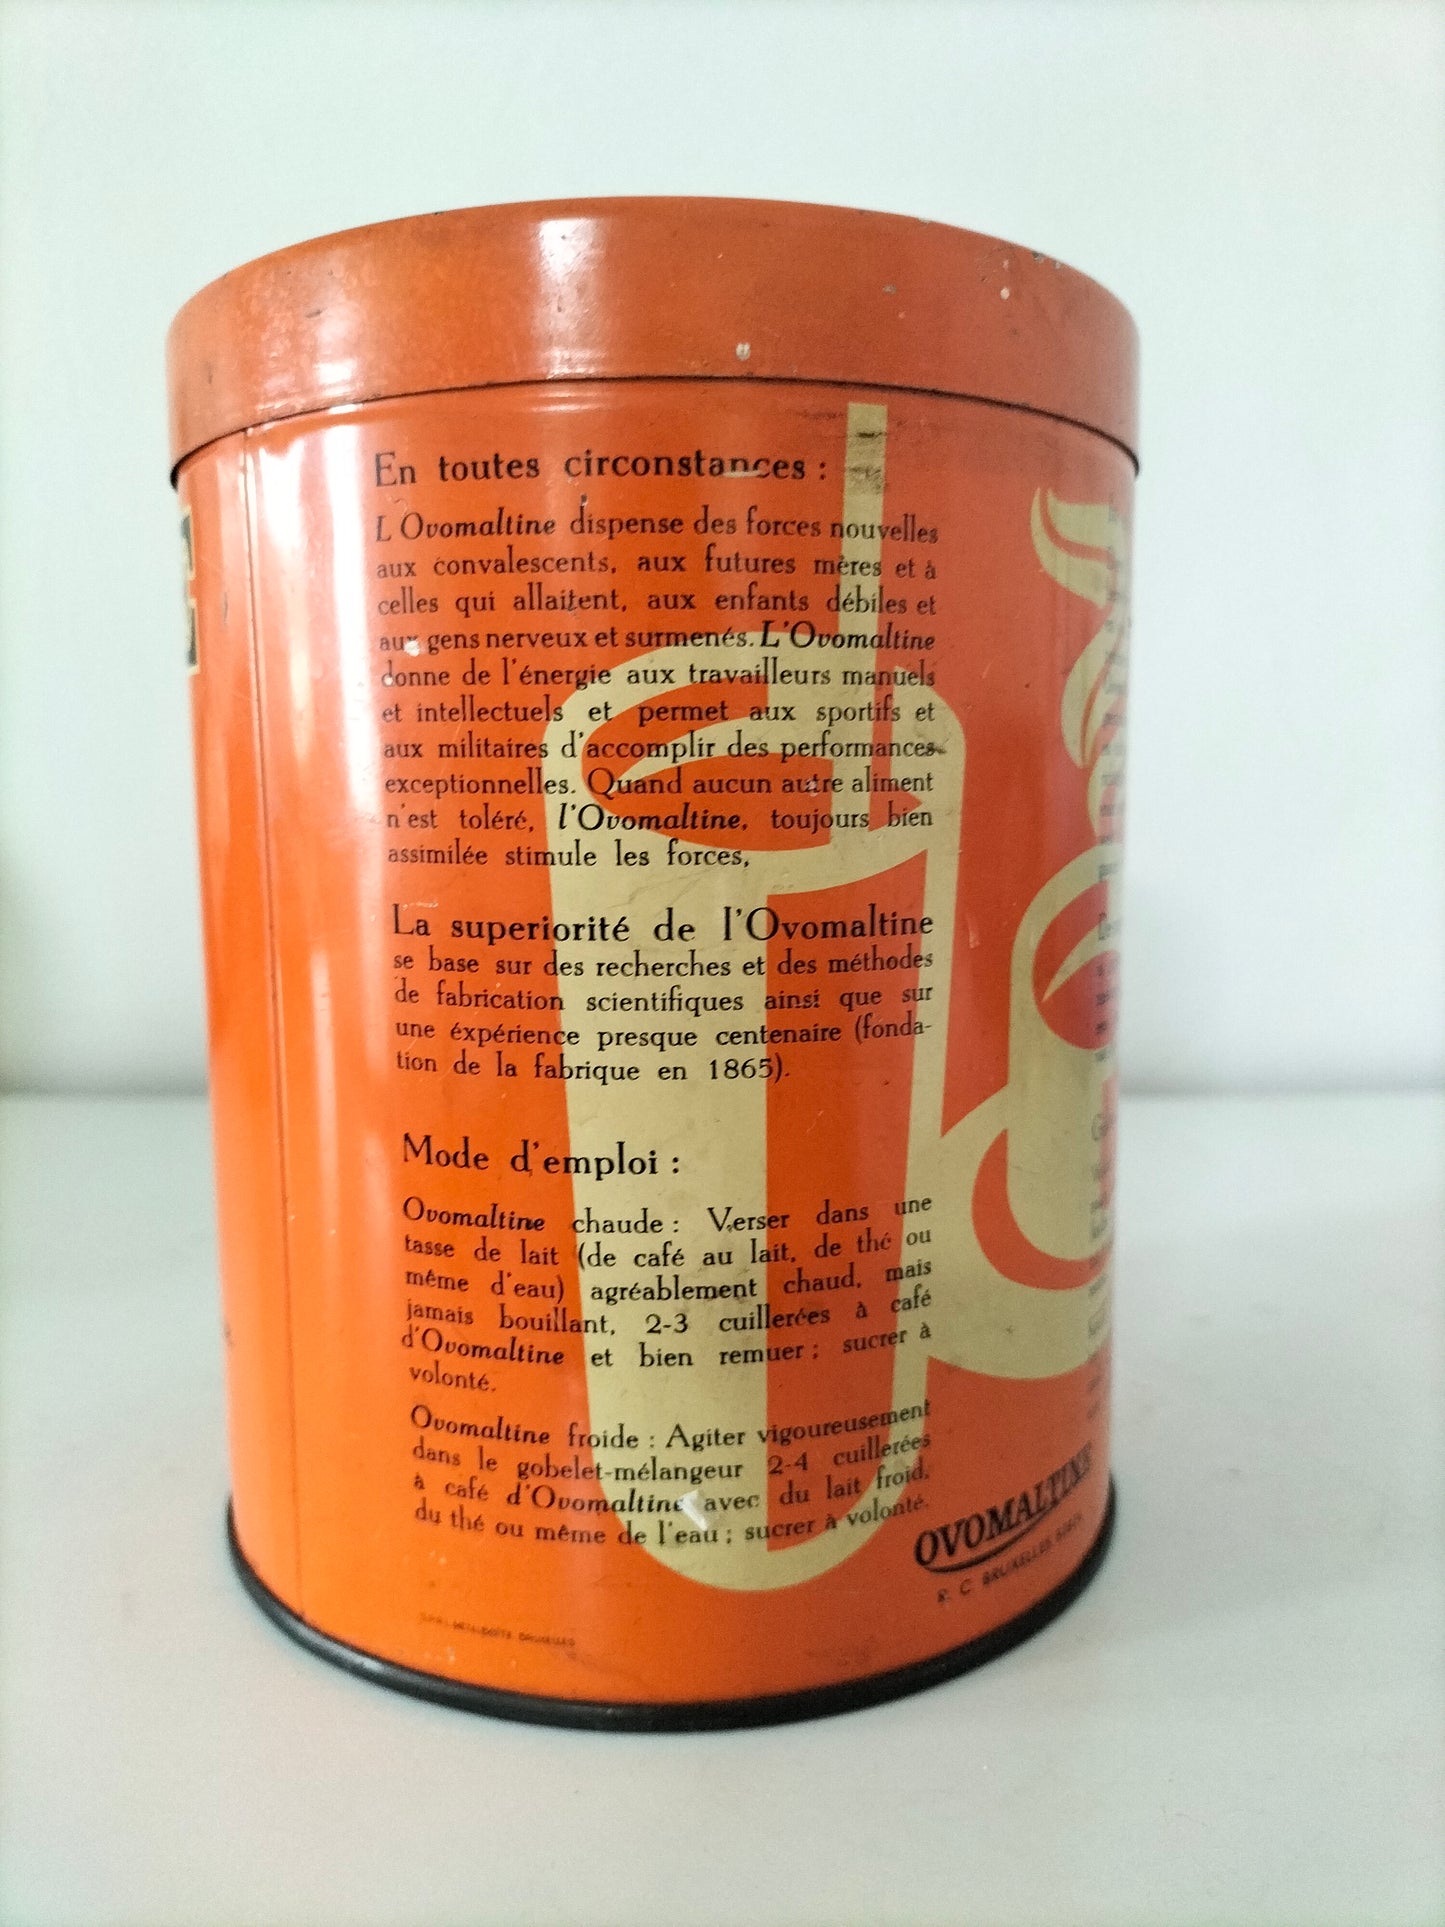 En toutes circonstances :
L'Ovomaltine dispense des forces nouvelles
aux convalescents, aux futures mères et à
celles qui allaitent, aux enfants débiles et
aux gens nerveux et surmenés. L'Ovomaltine
donne de l'énergie aux travailleurs manuels
et intellectuels et permet aux sportifs et
aux militaires d'accomplir des performances
exceptionnelles. Quand aucun autre aliment
n'est toléré, l'Ovomaltine, toujours bien
assimilée stimule les forces,
La superiorité de l'Ovomaltine
se base sur des recherches et des méthodes
de fabrication scientifiques ainsi que sur
une éxpérience presque centenaire (fonda-
tion de la fabrique en 1865).
Mode d'emploi :
Ovomaltine chaude : Verser dans une
tasse de lait (de café au lait, de thé ou
même d'eau) agréablement chaud, mais
jamais bouillant, 2-3 cuillerées à café
d'Ovomaltine et bien remuer ; sucrer à
volonté.
Ovomaltine froide : Agiter vigoureusement
dans le gobelet-mélangeur 2-4 cuillerées
à café d'Ovomaltine avec du lait froid,
du thé ou même de l'eau ; sucrer à volonté.
OVOMALTINE
R. C. BRUXELLES
BRUXELLES